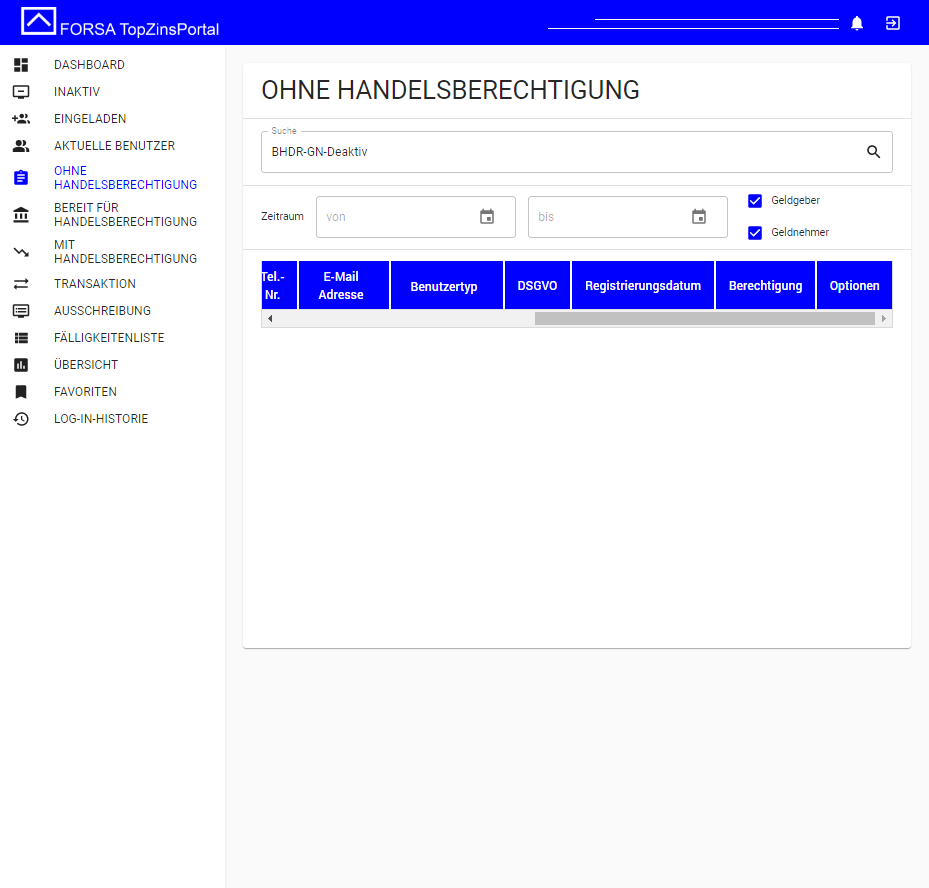 FORSA TopZinsPortal
DASHBOARD
INAKTIV
EINGELADEN
AKTUELLE BENUTZER
OHNE
HANDELSBERECHTIGUNG
BEREIT FÜR
HANDELSBERECHTIGUNG
MIT
HANDELSBERECHTIGUNG
TRANSAKTION
AUSSCHREIBUNG
FÄLLIGKEITENLISTE
ÜBERSICHT
FAVORITEN
LOG-IN-HISTORIE
OHNE HANDELSBERECHTIGUNG
Suche
BHDR-GN-Deaktiv
Zeitraum
von
bis
Geldgeber
Geldnehmer
Tel.-
Nr.
E-Mail
Adresse
Benutzertyp
DSGVO
Registrierungsdatum
Berechtigung
Optionen